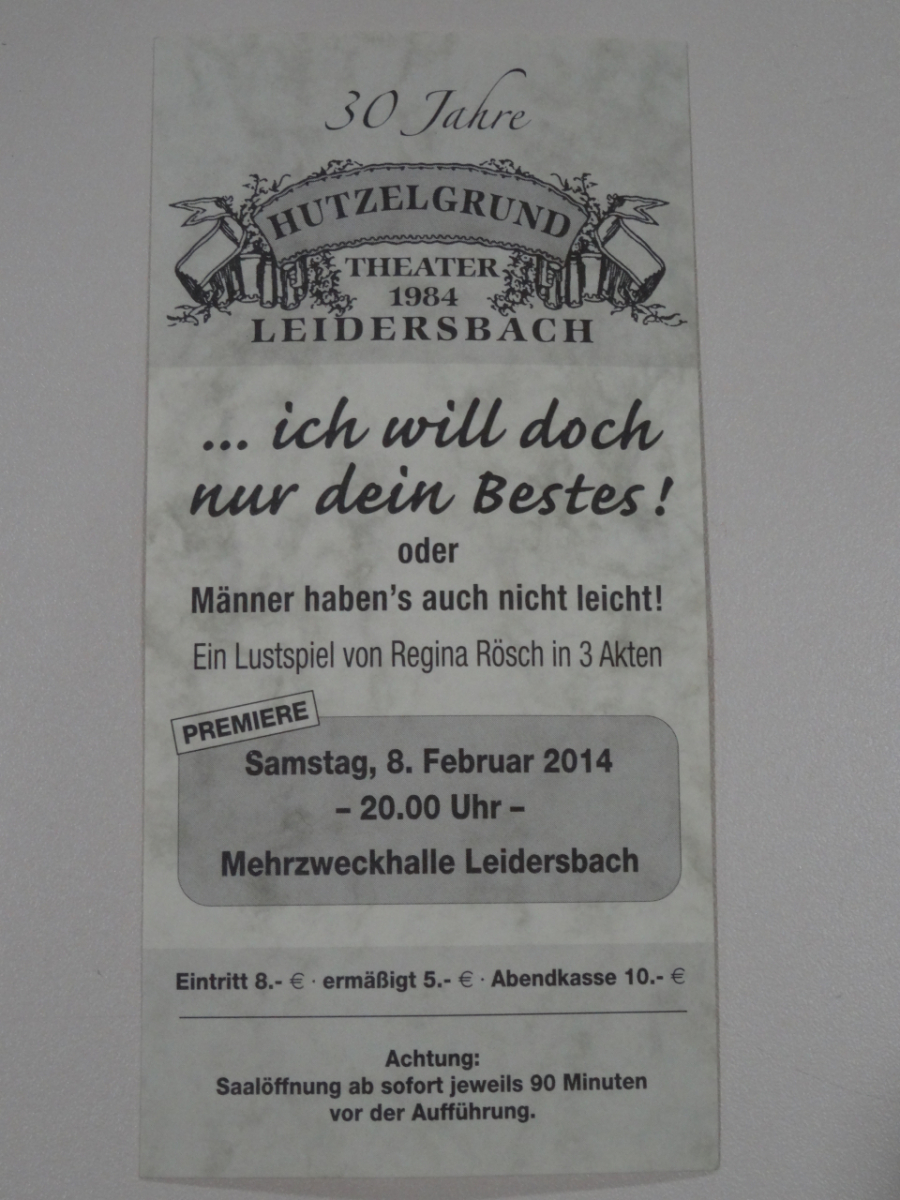 30 Jahre
HUTZELGRUND
THEATER
1984
LEIDERSBACH
... ich will doch
nur dein Bestes!
oder
Männer haben's auch nicht leicht!
Ein Lustspiel von Regina Rösch in 3 Akten
PREMIERE
Samstag, 8. Februar 2014
– 20.00 Uhr –
Mehrzweckhalle Leidersbach
Eintritt 8.- € · ermäßigt 5.- € · Abendkasse 10.- €
Achtung:
Saalöffnung ab sofort jeweils 90 Minuten
vor der Aufführung.